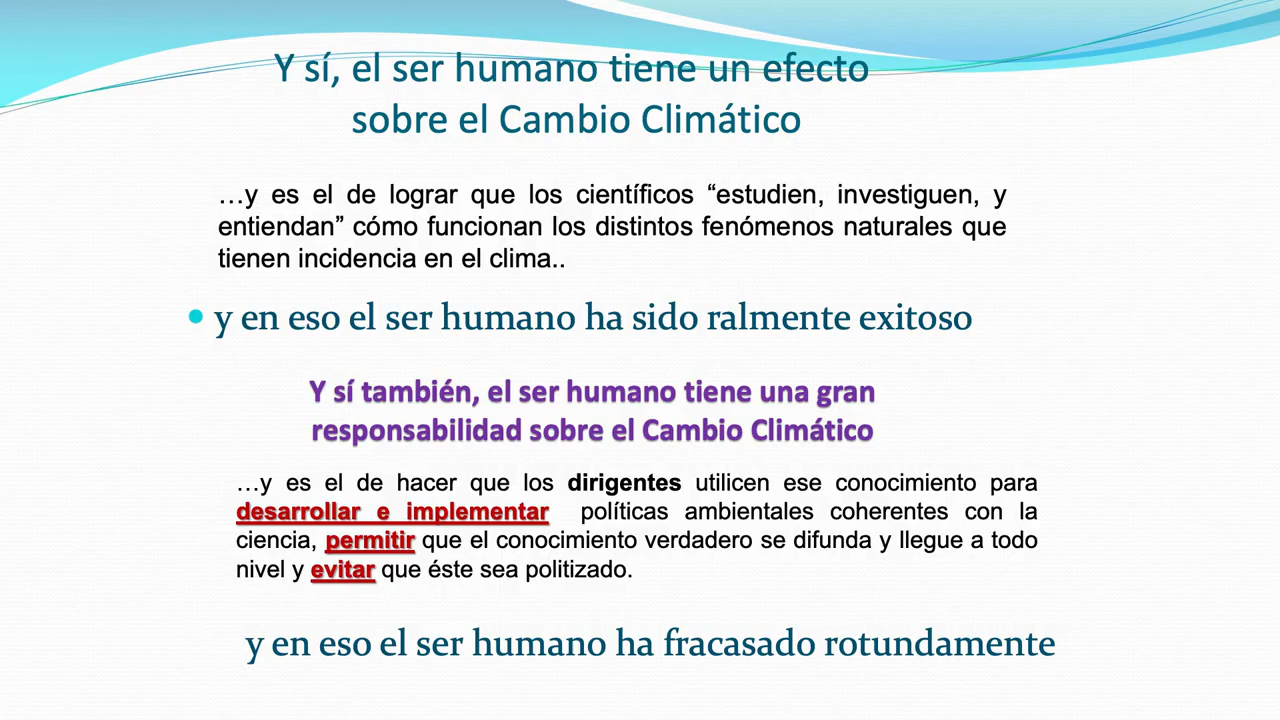 Y sí, el ser humano tiene un efecto
sobre el Cambio Climático
…y es el de lograr que los científicos “estudien, investiguen, y
entiendan” cómo funcionan los distintos fenómenos naturales que
tienen incidencia en el clima..
• y en eso el ser humano ha sido ralmente exitoso
Y sí también, el ser humano tiene una gran
responsabilidad sobre el Cambio Climático
…y es el de hacer que los dirigentes utilicen ese conocimiento para
desarrollar e implementar políticas ambientales coherentes con la
ciencia, permitir que el conocimiento verdadero se difunda y llegue a todo
nivel y evitar que éste sea politizado.
y en eso el ser humano ha fracasado rotundamente